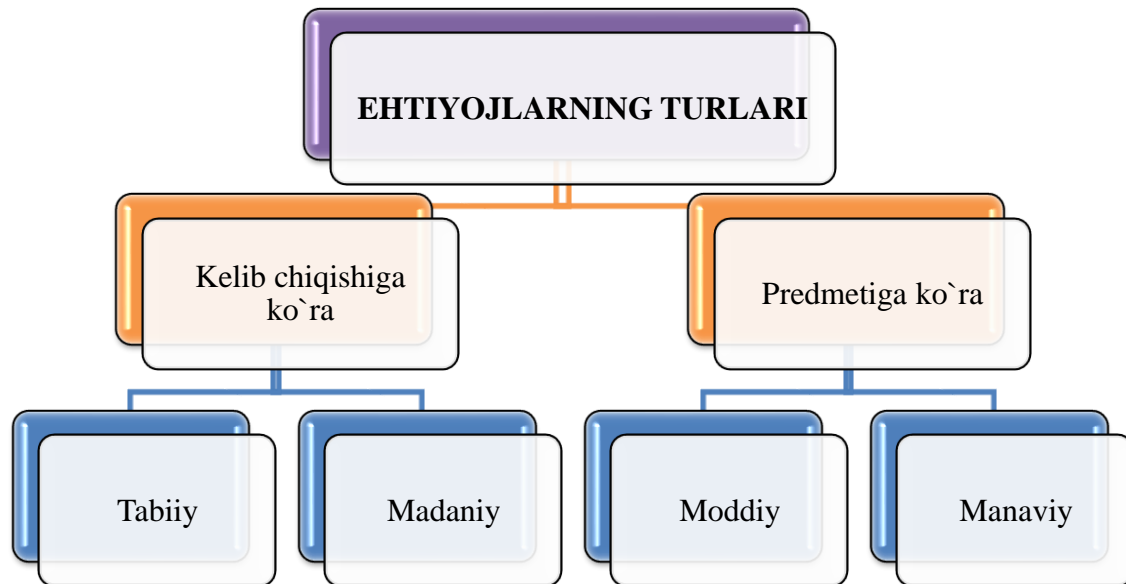 EHTIYOJLARNING TURLARI
Kelib chiqishiga
ko`ra
Predmetiga ko`ra
Tabiiy
Madaniy
Moddiy
Manaviy